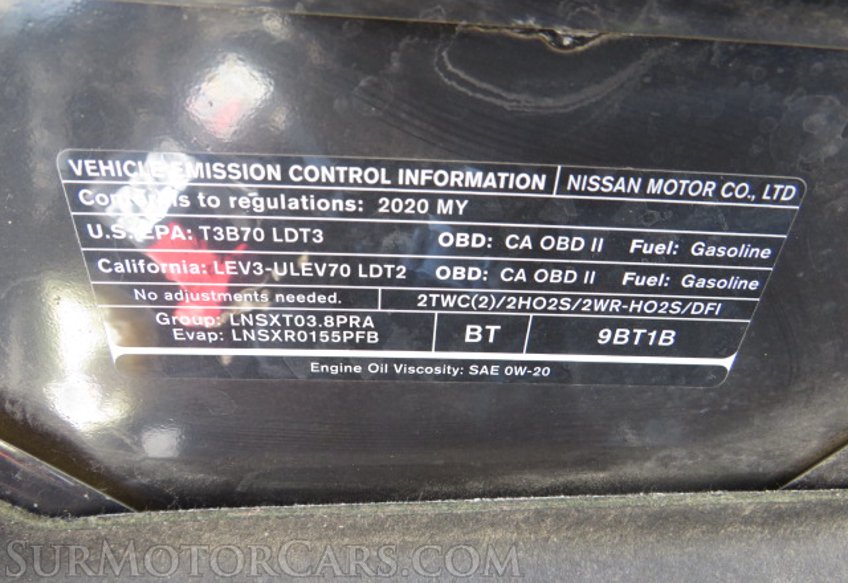 VEHICLE EMISSION CONTROL INFORMATION NISSAN MOTOR CO., LTD
Conforms to regulations: 2020 MY
U.S. EPA: T3B70 LDT3 OBD: CA OBD II Fuel: Gasoline
California: LEV3-ULEV70 LDT2 OBD: CA OBD II Fuel: Gasoline
No adjustments needed. 2TWC(2)/2HO2S/2WR-HO2S/DFI
Group: LNSXT03.8PRA
Evap: LNSXR0155PFB BT 9BT1B
Engine Oil Viscosity: SAE 0W-20
SURMOTORCARS.COM